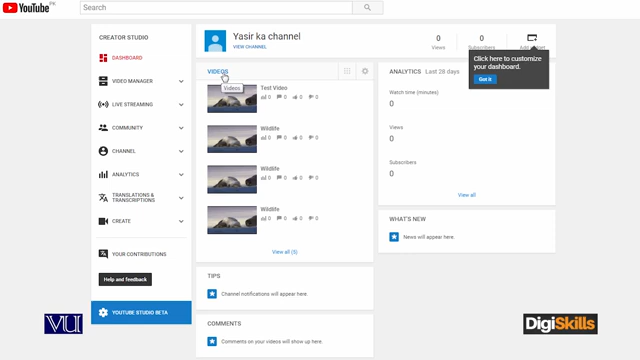 YouTube PK
Search
CREATOR STUDIO
DASHBOARD
VIDEO MANAGER
LIVE STREAMING
COMMUNITY
CHANNEL
ANALYTICS
TRANSLATIONS &
TRANSCRIPTIONS
CREATE
YOUR CONTRIBUTIONS
Help and feedback
YOUTUBE STUDIO BETA
Yasir ka channel
VIEW CHANNEL
0
Views
0
Subscribers
Click here to customize
your dashboard.
Got it
VIDEOS
Videos
Test Video
0 0 0 0
Wildlife
0 0 0 0
Wildlife
0 0 0 0
Wildlife
0 0 0 0
View all (5)
TIPS
Channel notifications will appear here.
COMMENTS
Comments on your videos will show up here.
ANALYTICS Last 28 days
Watch time (minutes)
0
Views
0
Subscribers
0
View all
WHAT'S NEW
News will appear here.
VU
DigiSkills